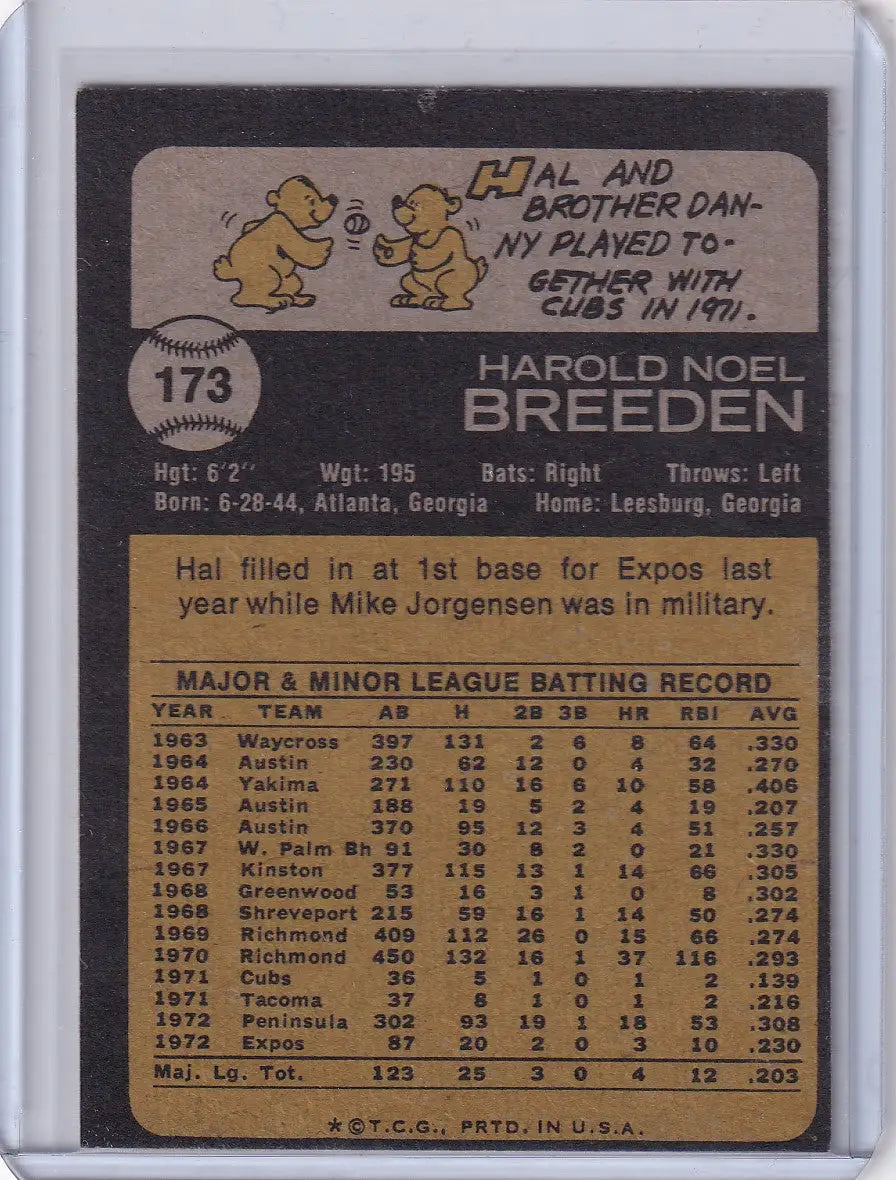 HAL AND
BROTHER DAN-
NY PLAYED TO-
GETHER WITH
CUBS IN 1971.
173
HAROLD NOEL
BREEDEN
Hgt: 6'2" Wgt: 195 Bats: Right Throws: Left
Born: 6-28-44, Atlanta, Georgia Home: Leesburg, Georgia
Hal filled in at 1st base for Expos last
year while Mike Jorgensen was in military.
MAJOR & MINOR LEAGUE BATTING RECORD
YEAR TEAM AB H 2B 3B HR RBI AVG
1963 Waycross 397 131 2 6 8 64 .330
1964 Austin 230 62 12 0 4 32 .270
1964 Yakima 271 110 16 6 10 58 .406
1965 Austin 188 19 5 2 4 19 .207
1966 Austin 370 95 12 3 4 51 .257
1967 W. Palm Bh 91 30 8 2 0 21 .330
1967 Kinston 377 115 13 1 14 66 .305
1968 Greenwood 53 16 3 1 0 8 .302
1968 Shreveport 215 59 16 1 14 50 .274
1969 Richmond 409 112 26 0 15 66 .274
1970 Richmond 450 132 16 1 37 116 .293
1971 Cubs 36 5 1 0 1 2 .139
1971 Tacoma 37 8 1 0 1 2 .216
1972 Peninsula 302 93 19 1 18 53 .308
1972 Expos 87 20 2 0 3 10 .230
Maj. Lg. Tot. 123 25 3 0 4 12 .203
*©T.C.G., PRTD. IN U.S.A.